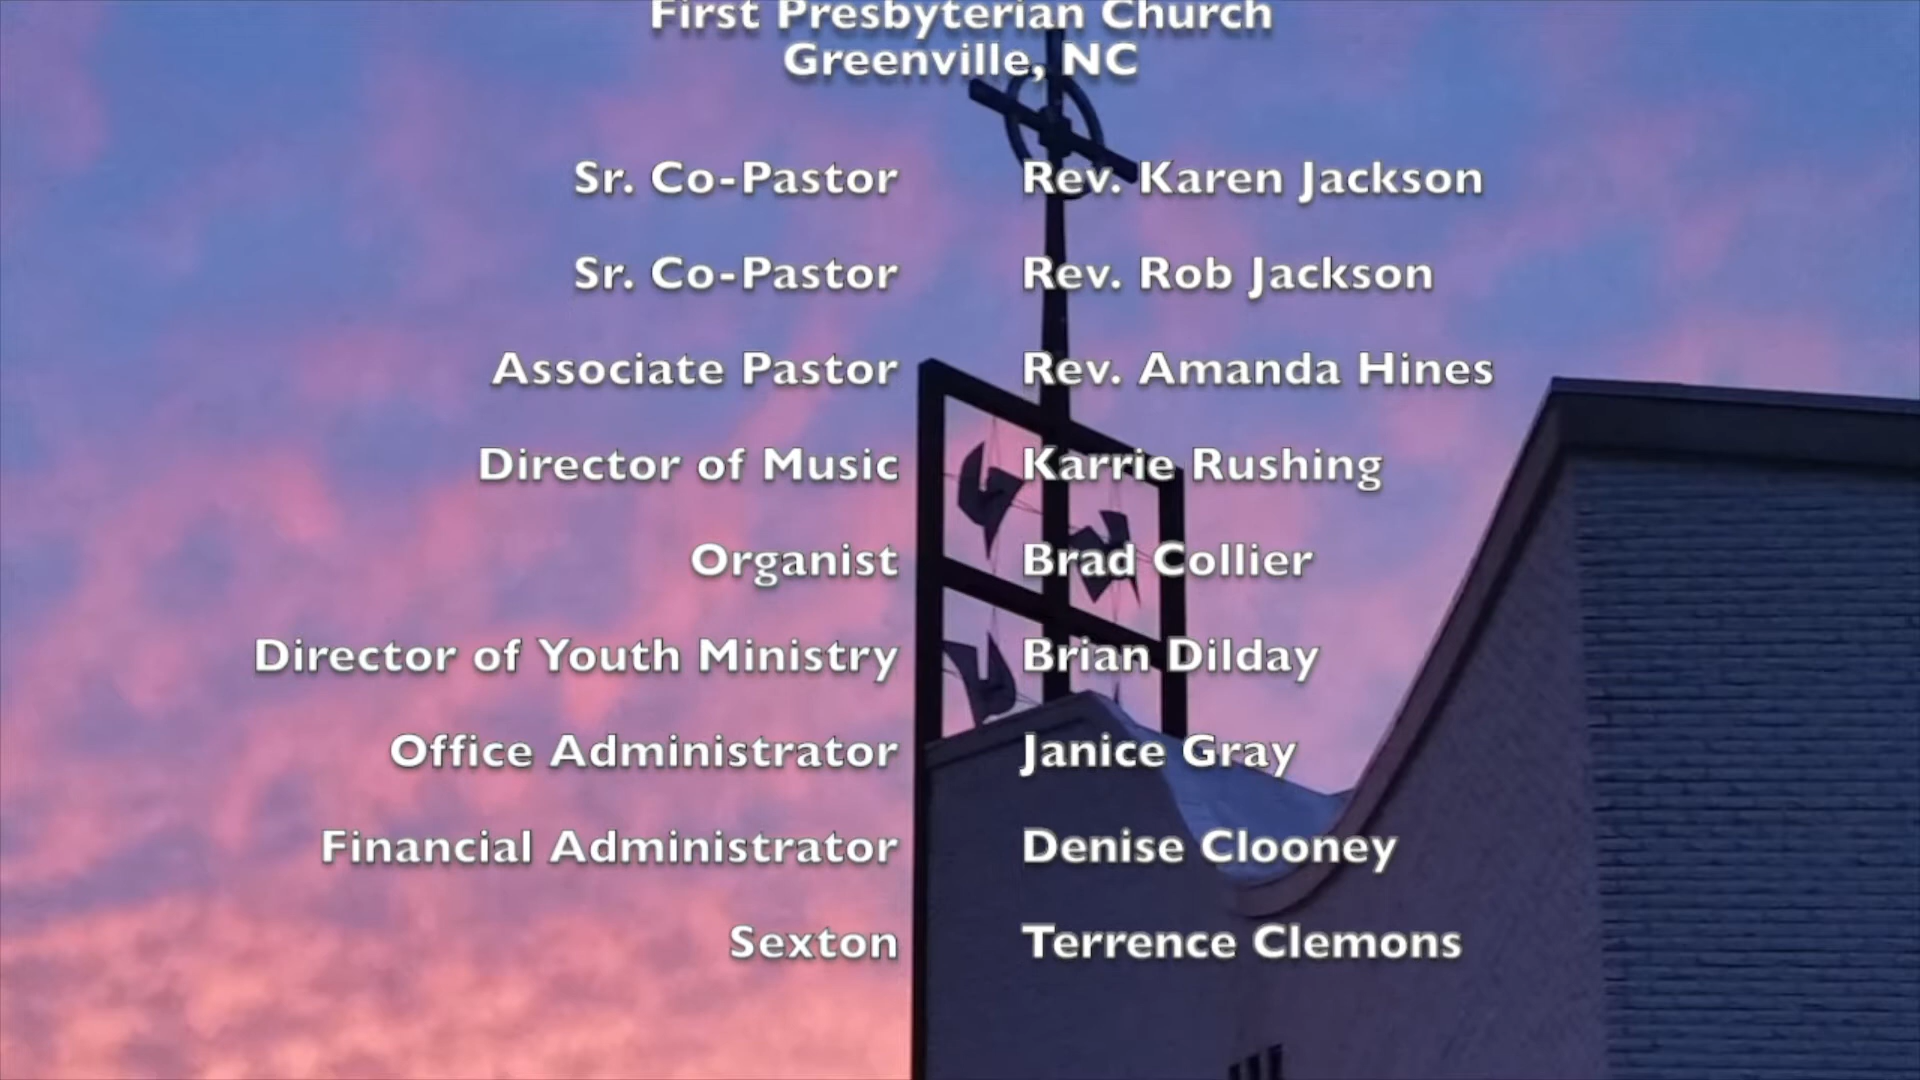 First Presbyterian Church
Greenville, NC
Sr. Co-Pastor Rev. Karen Jackson
Sr. Co-Pastor Rev. Rob Jackson
Associate Pastor Rev. Amanda Hines
Director of Music Karrie Rushing
Organist Brad Collier
Director of Youth Ministry Brian Dilday
Office Administrator Janice Gray
Financial Administrator Denise Clooney
Sexton Terrence Clemons